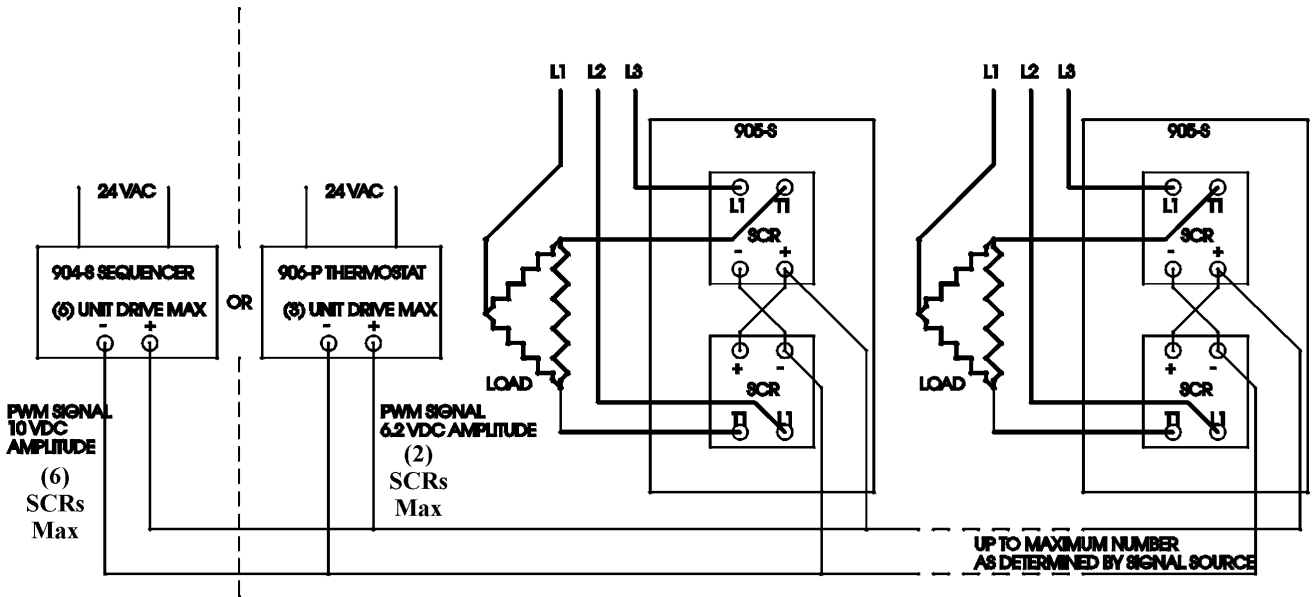 L1 L2 L3
L1 L2 L3
905-S
905-S
24 VAC
24 VAC
L1 T1
SCR
- +
L1 T1
SCR
- +
904-S SEQUENCER
(6) UNIT DRIVE MAX
- +
OR
906-P THERMOSTAT
(3) UNIT DRIVE MAX
- +
+ -
SCR
T1 L1
+ -
SCR
T1 L1
LOAD
LOAD
PWM SIGNAL
10 VDC
AMPLITUDE
(6)
SCRs
Max
PWM SIGNAL
6.2 VDC AMPLITUDE
(2)
SCRs
Max
UP TO MAXIMUM NUMBER
AS DETERMINED BY SIGNAL SOURCE